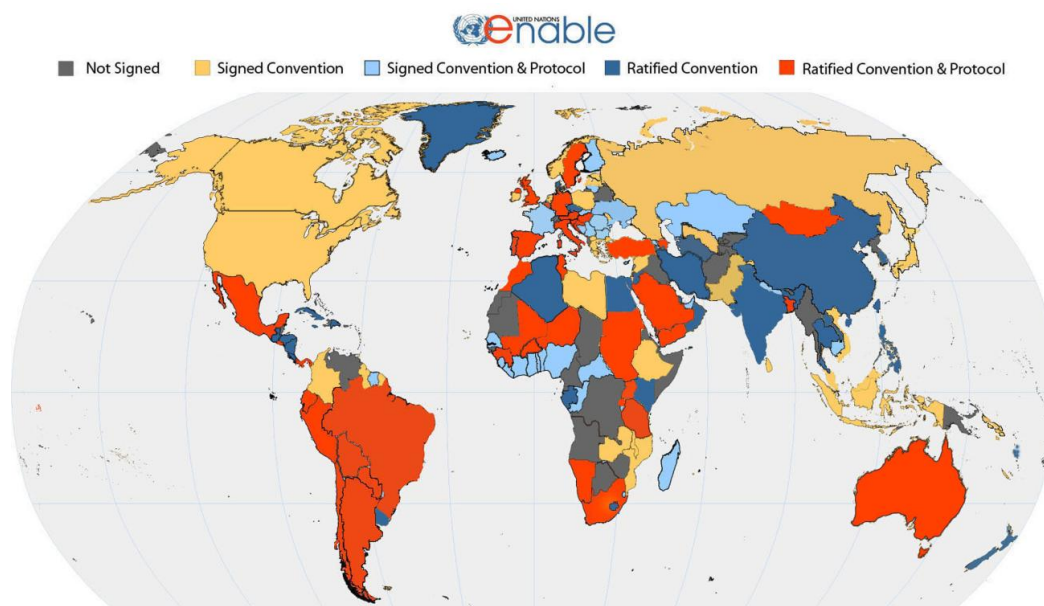 UNITED NATIONS
enable
Not Signed
Signed Convention
Signed Convention & Protocol
Ratified Convention
Ratified Convention & Protocol